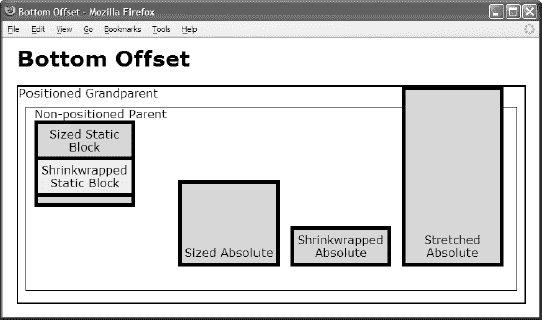 Bottom Offset - Mozilla Firefox
File Edit View Go Bookmarks Tools Help
Bottom Offset
Positioned Grandparent
Non-positioned Parent
Sized Static
Block
Shrinkwrapped
Static Block
Sized Absolute
Shrinkwrapped
Absolute
Stretched
Absolute